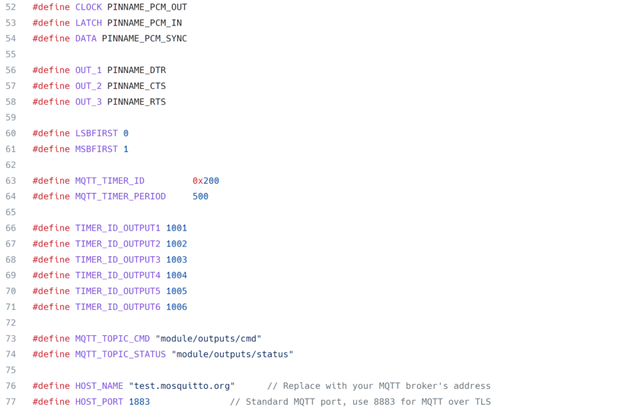 52 #define CLOCK PINNAME_PCM_OUT
53 #define LATCH PINNAME_PCM_IN
54 #define DATA PINNAME_PCM_SYNC
55
56 #define OUT_1 PINNAME_DTR
57 #define OUT_2 PINNAME_CTS
58 #define OUT_3 PINNAME_RTS
59
60 #define LSBFIRST 0
61 #define MSBFIRST 1
62
63 #define MQTT_TIMER_ID         0x200
64 #define MQTT_TIMER_PERIOD     500
65
66 #define TIMER_ID_OUTPUT1 1001
67 #define TIMER_ID_OUTPUT2 1002
68 #define TIMER_ID_OUTPUT3 1003
69 #define TIMER_ID_OUTPUT4 1004
70 #define TIMER_ID_OUTPUT5 1005
71 #define TIMER_ID_OUTPUT6 1006
72
73 #define MQTT_TOPIC_CMD "module/outputs/cmd"
74 #define MQTT_TOPIC_STATUS "module/outputs/status"
75
76 #define HOST_NAME "test.mosquitto.org"      // Replace with your MQTT broker's address
77 #define HOST_PORT 1883               // Standard MQTT port, use 8883 for MQTT over TLS